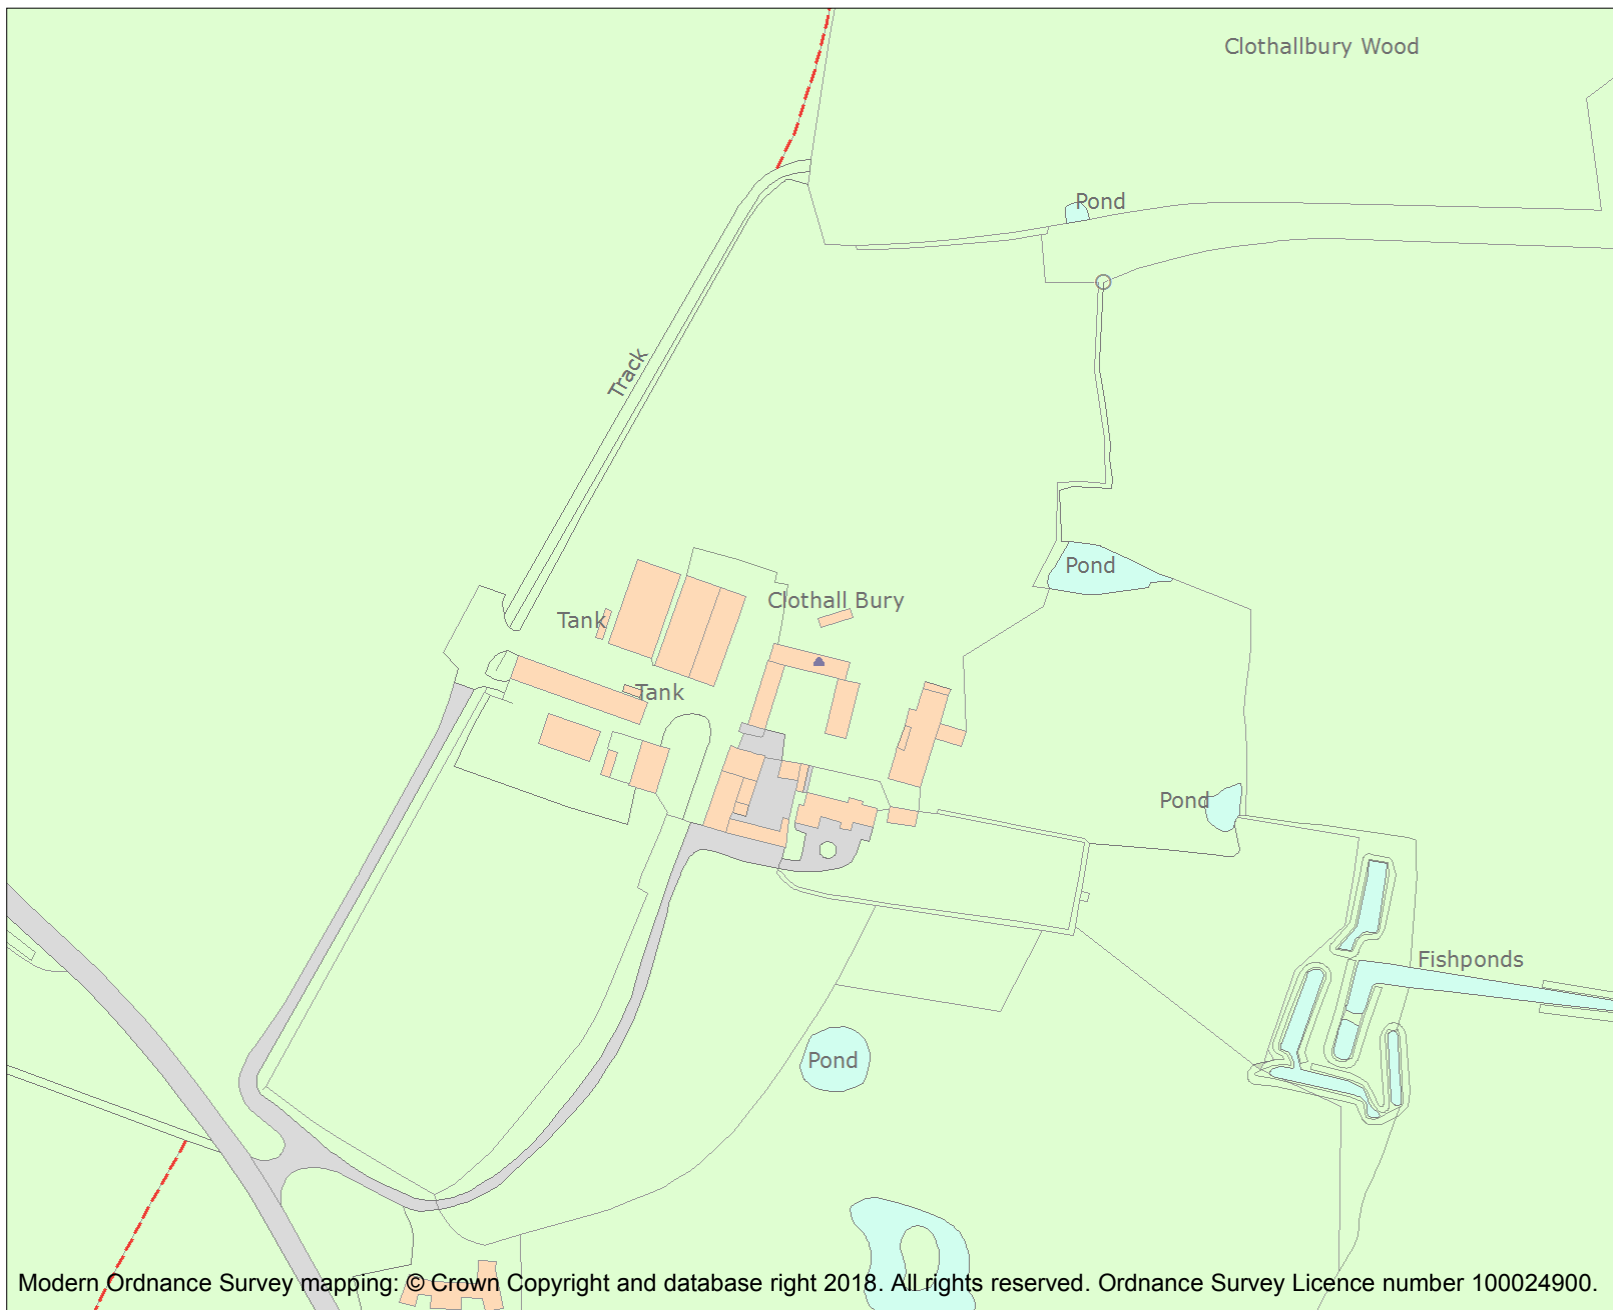 Clothallbury Wood
Pond
Track
Pond
Clothall Bury
Tank
Tank
Pond
Fishponds
Pond
Modern Ordnance Survey mapping: © Crown Copyright and database right 2018. All rights reserved. Ordnance Survey Licence number 100024900.